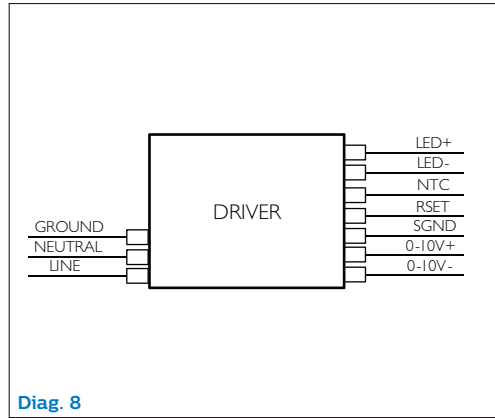 LED+
LED-
NTC
DRIVER
RSET
GROUND
SGND
NEUTRAL
0-10V+
LINE
0-10V-
Diag. 8